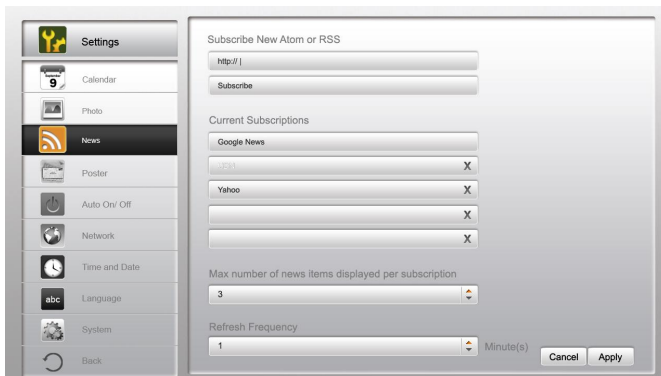 Settings
Calendar
9
Photo
News
Poster
Auto On/ Off
Network
Time and Date
abc
Language
System
Back
Subscribe New Atom or RSS
http:// |
Subscribe
Current Subscriptions
Google News
X
Yahoo
X
X
X
Max number of news items displayed per subscription
3
Refresh Frequency
1
Minute(s)
Cancel
Apply